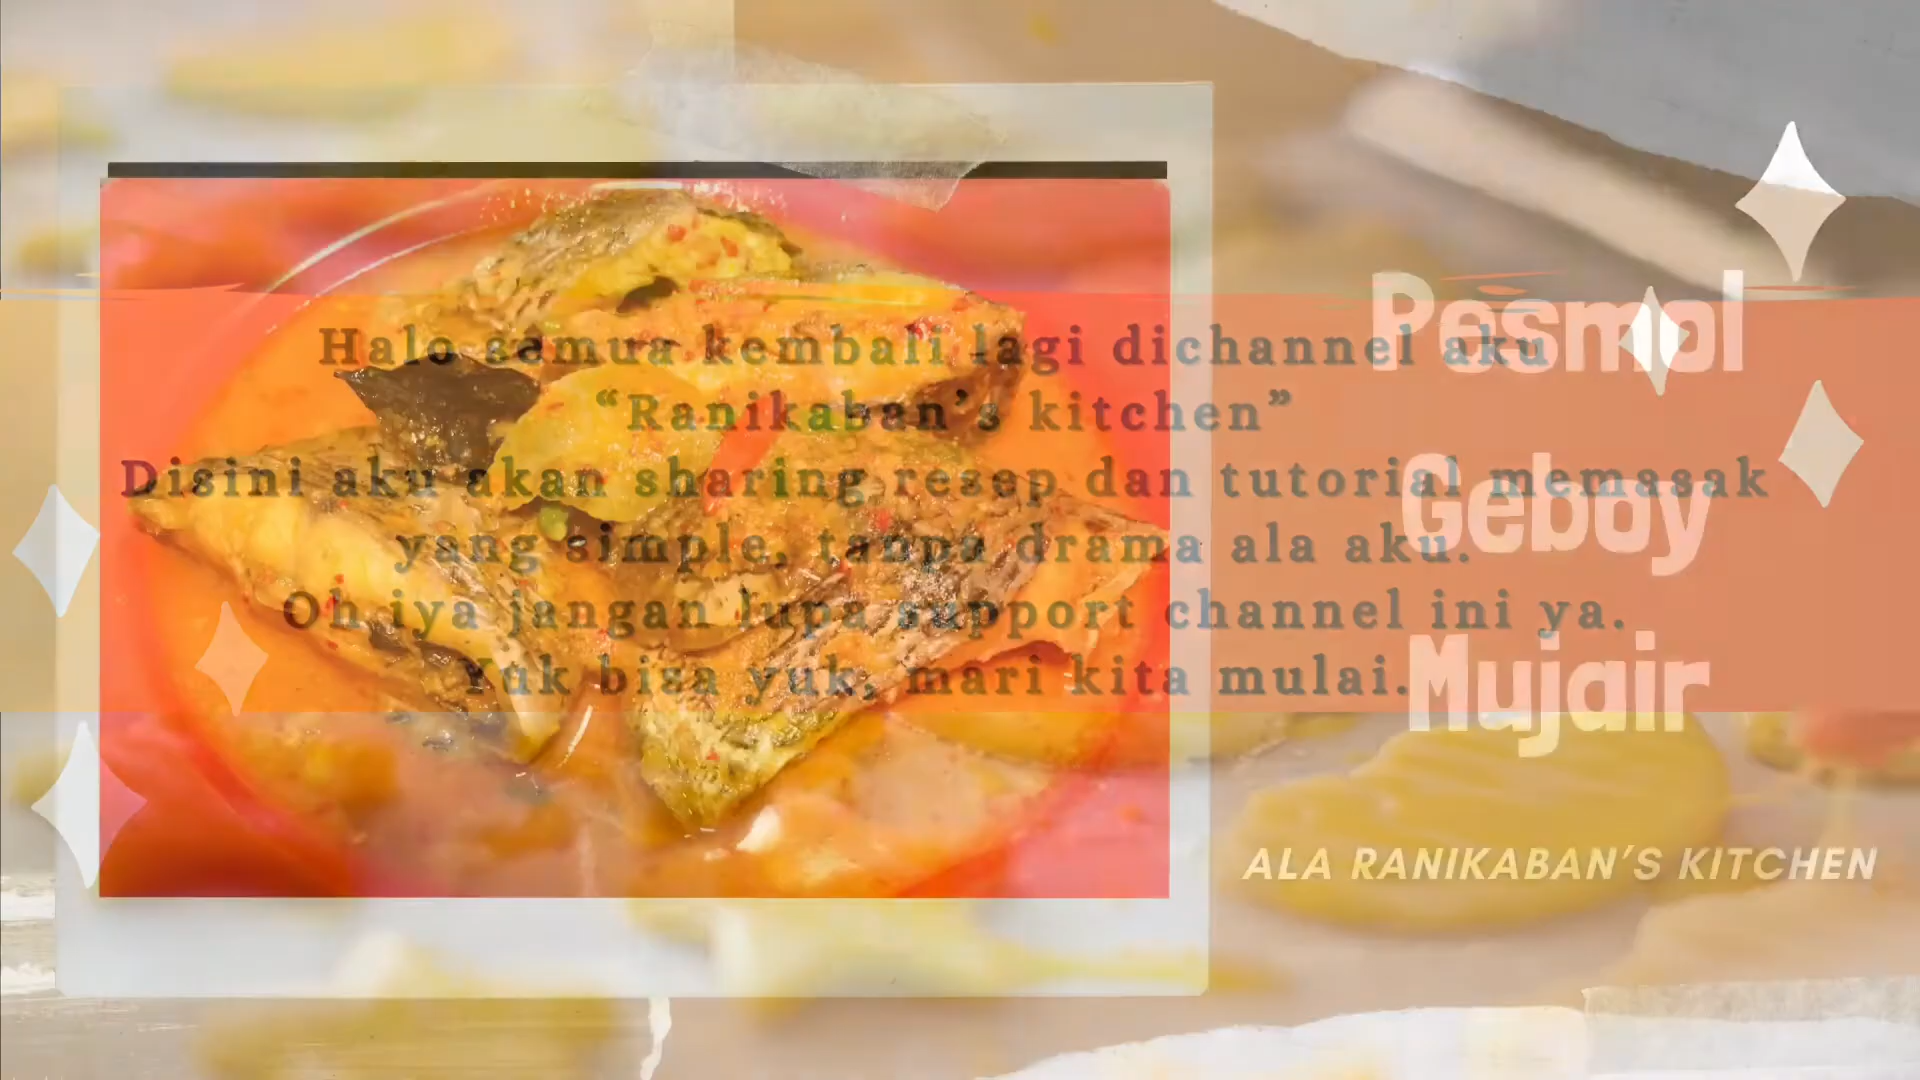 Halo semua kembali lagi dichannel aku
“Ranikaban’s kitchen”
Disini aku akan sharing resep dan tutorial memasak
yang simple, tanpa drama ala aku.
Oh iya jangan lupa support channel ini ya.
Yuk bisa yuk, mari kita mulai.
Pesmol
Geboy
Mujair
ALA RANIKABAN’S KITCHEN